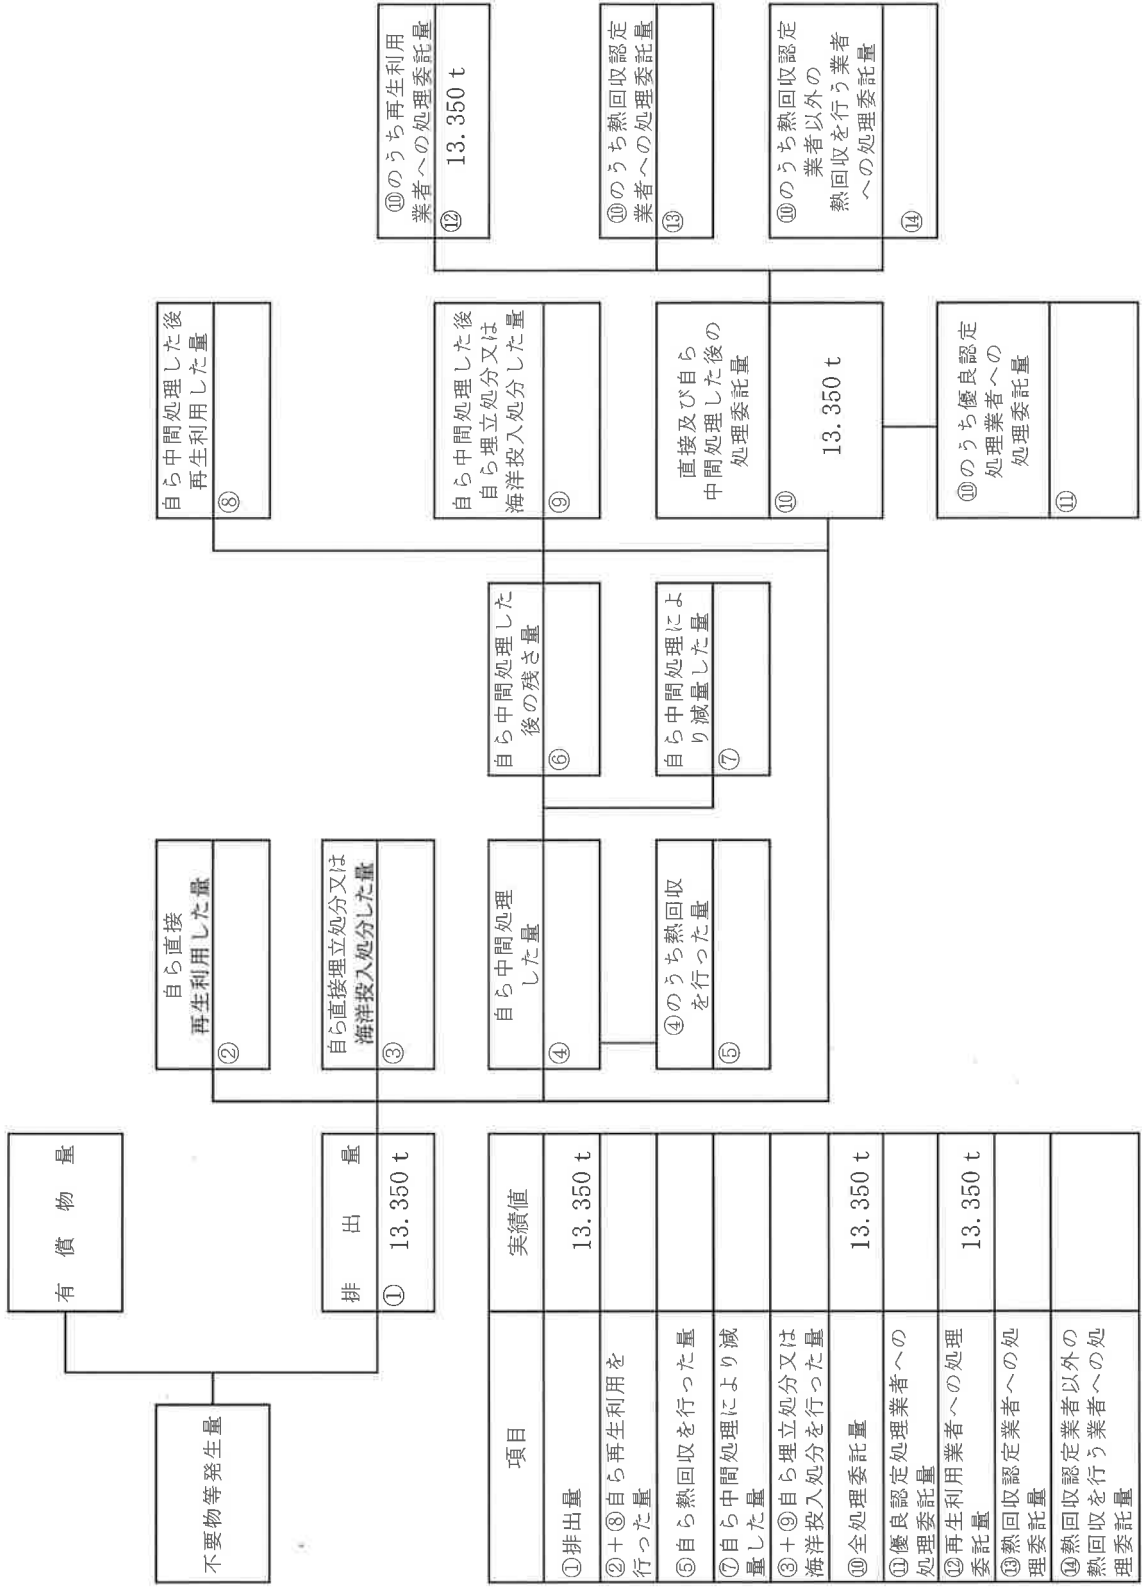 不要物等発生量
有償物量
排出量
① 13.350 t
自ら直接
再生利用した量
②
自ら直接埋立処分又は
海洋投入処分した量
③
自ら中間処理
した量
④
④のうち熱回収
を行った量
⑤
自ら中間処理した
後の残さ量
⑥
自ら中間処理によ
り減量した量
⑦
自ら中間処理した後
再生利用した量
⑧
自ら中間処理した後
自ら埋立処分又は
海洋投入処分した量
⑨
直接及び自ら
中間処理した後の
処理委託量
⑩
13.350 t
⑩のうち優良認定
処理業者への
処理委託量
⑪
⑩のうち再生利用
業者への処理委託量
⑫ 13.350 t
⑩のうち熱回収認定
業者への処理委託量
⑬
⑩のうち熱回収認定
業者以外の
熱回収を行う業者
への処理委託量
⑭
項目 実績値
①排出量 13.350 t
②+⑧自ら再生利用を
行った量
⑤自ら熱回収を行った量
⑦自ら中間処理により減
量した量
③+⑨自ら埋立処分又は
海洋投入処分を行った量
⑩全処理委託量 13.350 t
⑪優良認定処理業者への
処理委託量
⑫再生利用業者への処理
委託量 13.350 t
⑬熱回収認定業者への処
理委託量
⑭熱回収認定業者以外の
熱回収を行う業者への処
理委託量